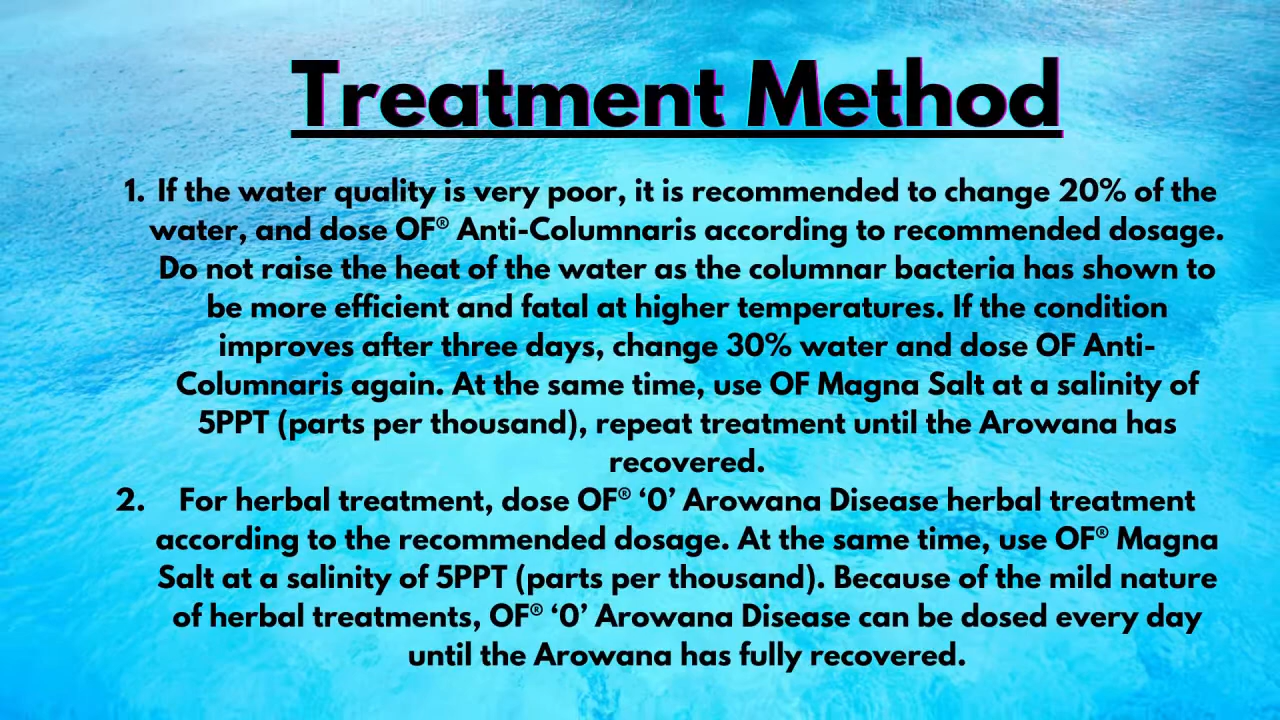 Treatment Method
1. If the water quality is very poor, it is recommended to change 20% of the
water, and dose OF® Anti-Columnaris according to recommended dosage.
Do not raise the heat of the water as the columnar bacteria has shown to
be more efficient and fatal at higher temperatures. If the condition
improves after three days, change 30% water and dose OF Anti-
Columnaris again. At the same time, use OF Magna Salt at a salinity of
5PPT (parts per thousand), repeat treatment until the Arowana has
recovered.
2. For herbal treatment, dose OF® ‘0’ Arowana Disease herbal treatment
according to the recommended dosage. At the same time, use OF® Magna
Salt at a salinity of 5PPT (parts per thousand). Because of the mild nature
of herbal treatments, OF® ‘0’ Arowana Disease can be dosed every day
until the Arowana has fully recovered.